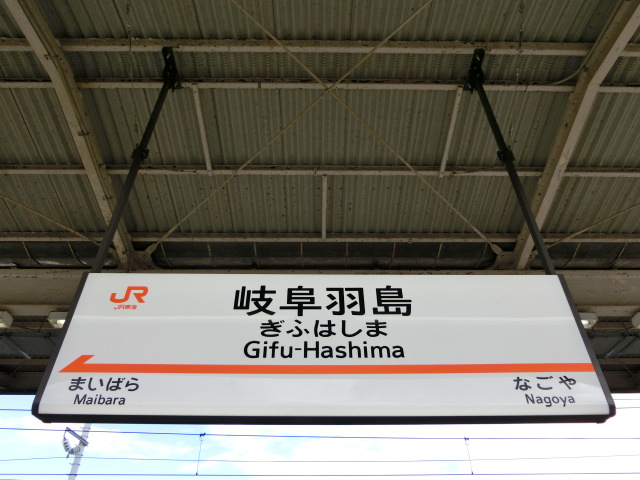 JR
JR東海
岐阜羽島
ぎふはしま
Gifu-Hashima
まいばら
Maibara
なごや
Nagoya